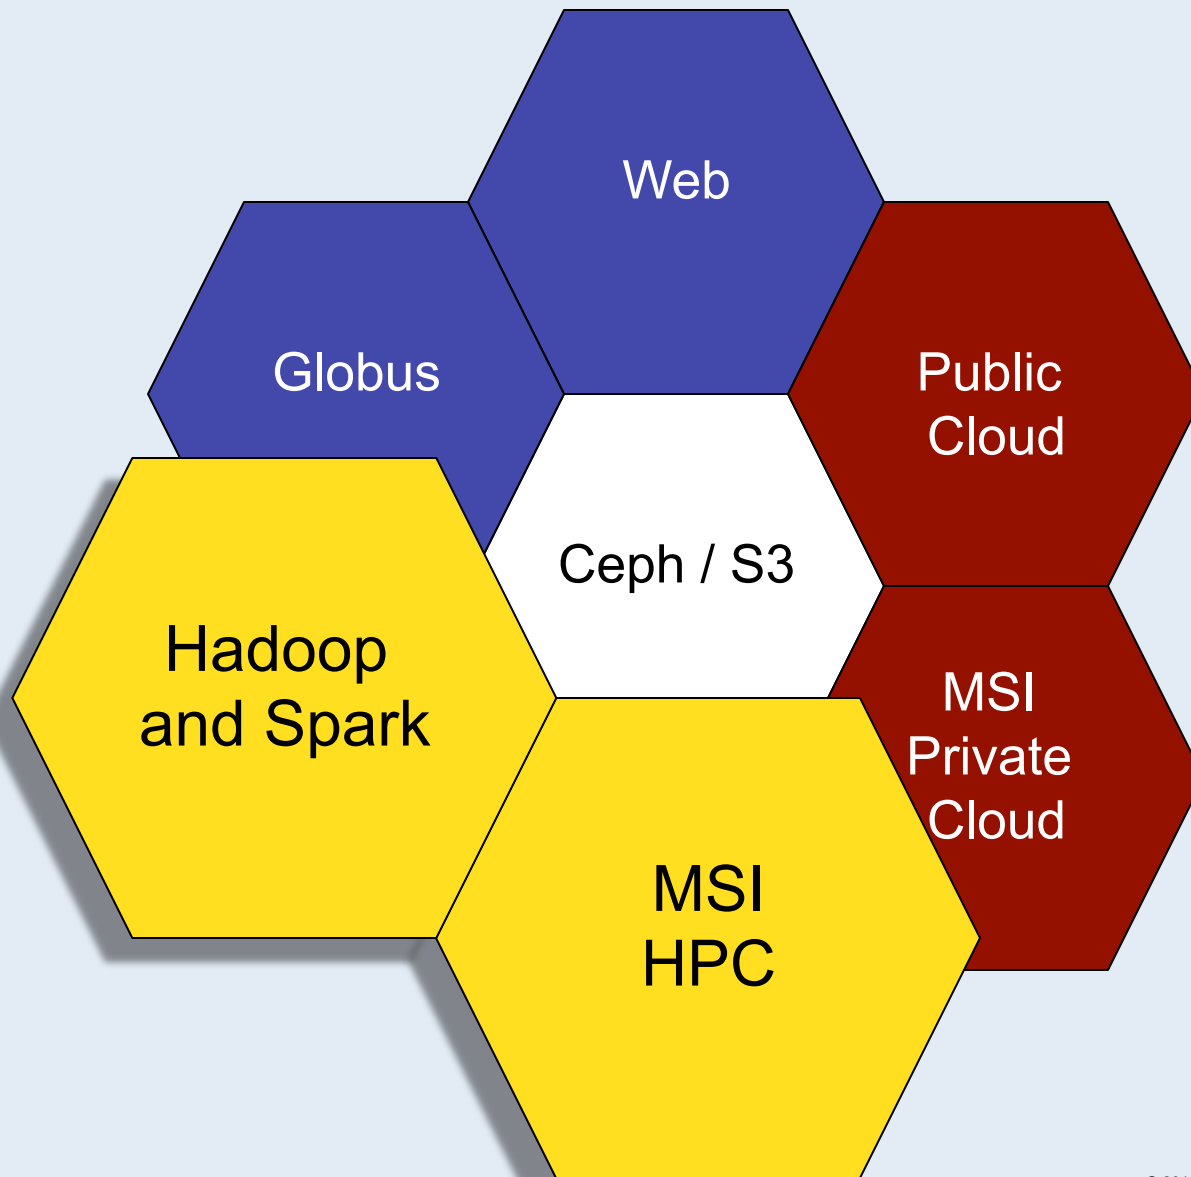 Web
Globus
Public
Cloud
Ceph / S3
Hadoop
and Spark
MSI
Private
Cloud
MSI
HPC